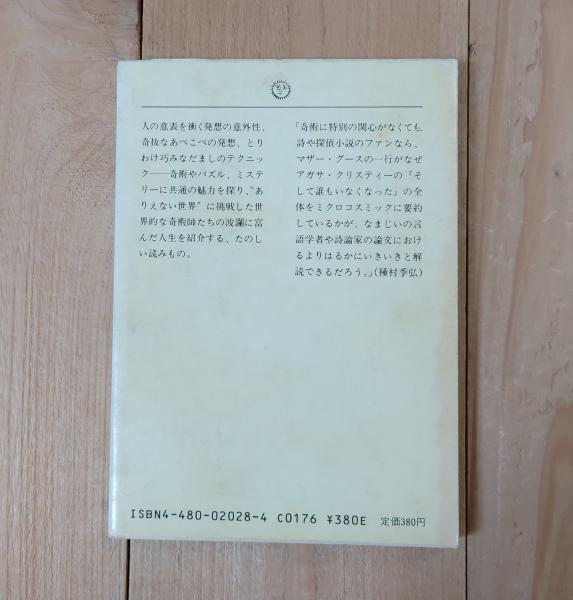 人の意表を衝く発想の意外性、
奇抜なあべこべの発想、とり
わけ巧みなだましのテクニッ
ク――奇術やパズル、ミステ
リーに共通の魅力を探り、〝あ
りえない世界〟に挑戦した世
界的な奇術師たちの波瀾に富
んだ人生を紹介する、たのし
い読みもの。
「奇術に特別の関心がなくても、
詩や探偵小説のファンなら、
マザー・グースの一行がなぜ
アガサ・クリスティーの『そ
して誰もいなくなった』の全
体をミクロコスミックに要約
しているかが、なまじいの言
語学者や詩論家の論文におけ
るよりはるかにいきいきと解
読できるだろう。」(種村季弘)
ISBN4-480-02028-4 C0176 ¥380E 定価380円